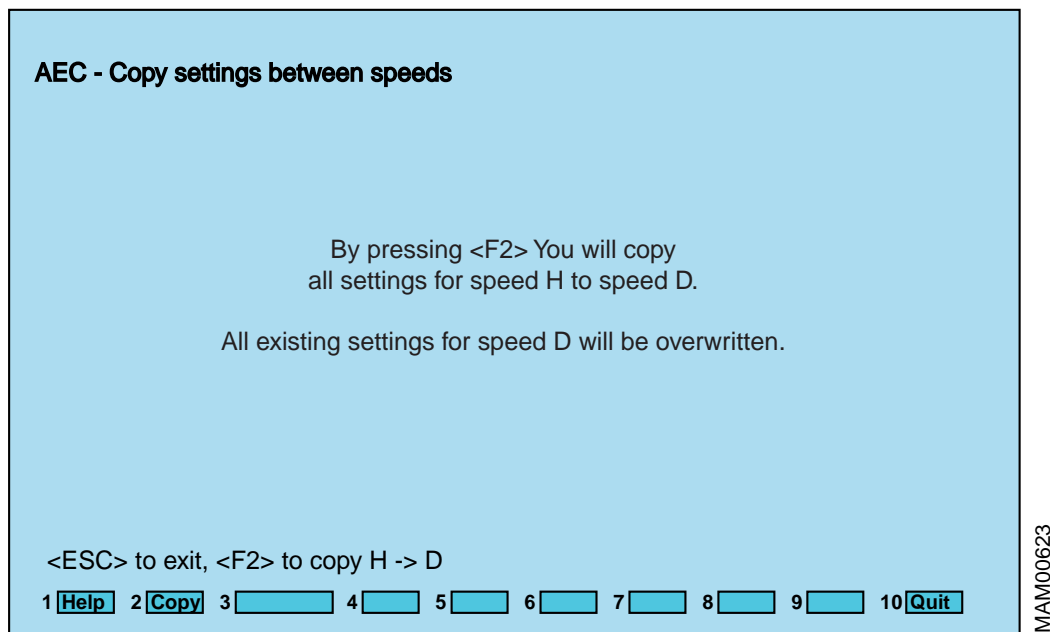 AEC - Copy settings between speeds
By pressing <F2> You will copy
all settings for speed H to speed D.
All existing settings for speed D will be overwritten.
<ESC> to exit, <F2> to copy H -> D
1 Help 2 Copy 3 4 5 6 7 8 9 10 Quit
MAM00623